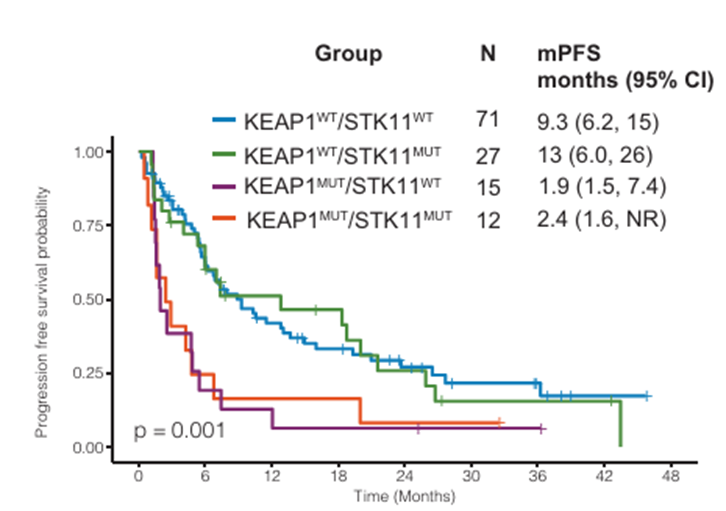 Group N mPFS
months (95% CI)
KEAP1ᵂᵀ/STK11ᵂᵀ 71 9.3 (6.2, 15)
KEAP1ᵂᵀ/STK11ᴹᵁᵀ 27 13 (6.0, 26)
KEAP1ᴹᵁᵀ/STK11ᵂᵀ 15 1.9 (1.5, 7.4)
KEAP1ᴹᵁᵀ/STK11ᴹᵁᵀ 12 2.4 (1.6, NR)
Progression free survival probability
1.00
0.75
0.50
0.25
0.00
p = 0.001
0 6 12 18 24 30 36 42 48
Time (Months)